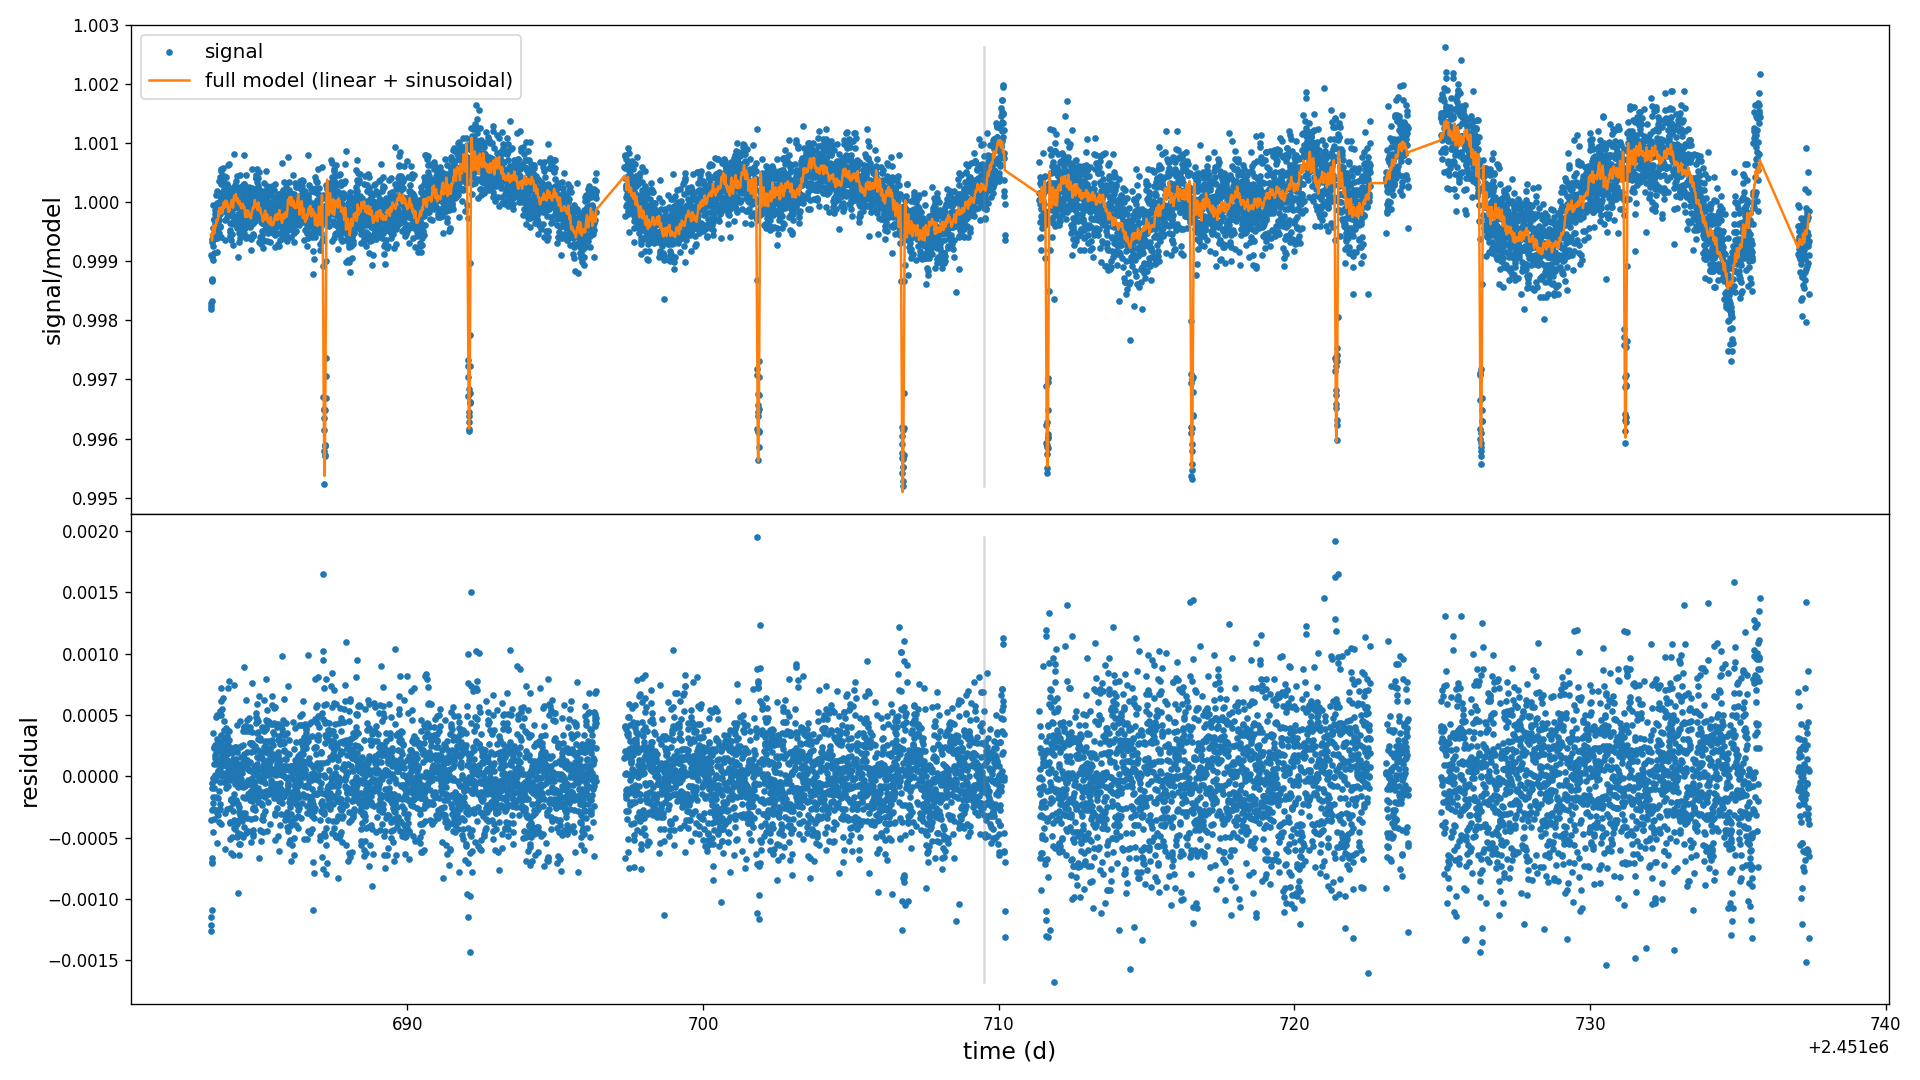 1.003
signal
full model (linear + sinusoidal)
1.002
1.001
1.000
0.999
0.998
0.997
0.996
0.995
signal/model
0.0020
0.0015
0.0010
0.0005
0.0000
−0.0005
−0.0010
−0.0015
residual
690 700 710 720 730 740
time (d)
+2.451e6